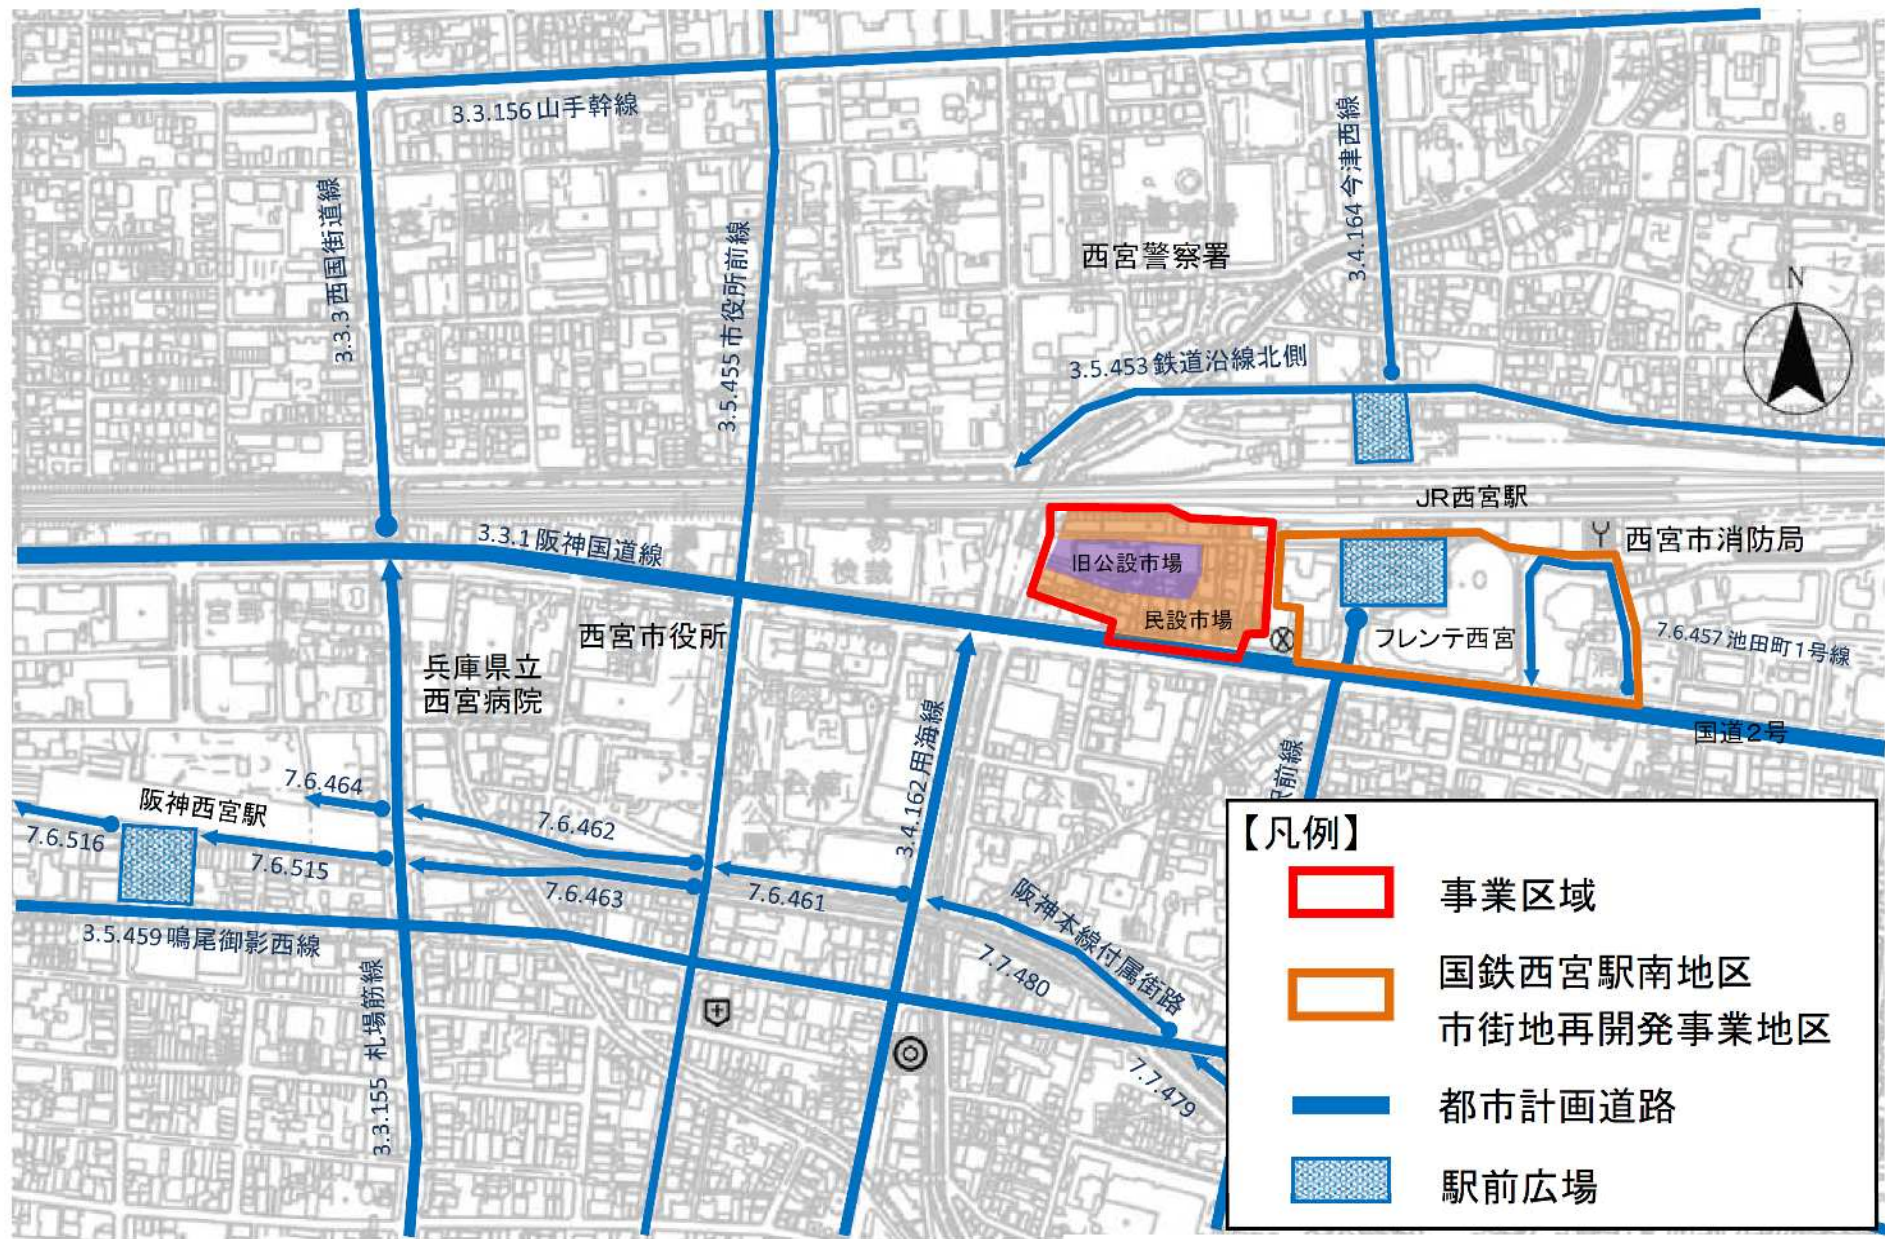 3.3.156 山手幹線
3.3.3 西国街道線
3.5.455 市役所前線
3.4.164 今津西線
西宮警察署
N
3.5.453 鉄道沿線北側
JR西宮駅
3.3.1 阪神国道線
検裁
旧公設市場
民設市場
西宮市消防局
フレンテ西宮
7.6.457 池田町1号線
国道2号
西宮市役所
兵庫県立
西宮病院
3.4.162 用海線
駅前線
7.6.464
阪神西宮駅
7.6.516
7.6.515
7.6.462
7.6.463
7.6.461
3.5.459 鳴尾御影西線
阪神本線付属街路
7.7.480
7.7.479
3.3.155 札場筋線
【凡例】
事業区域
国鉄西宮駅南地区
市街地再開発事業地区
都市計画道路
駅前広場